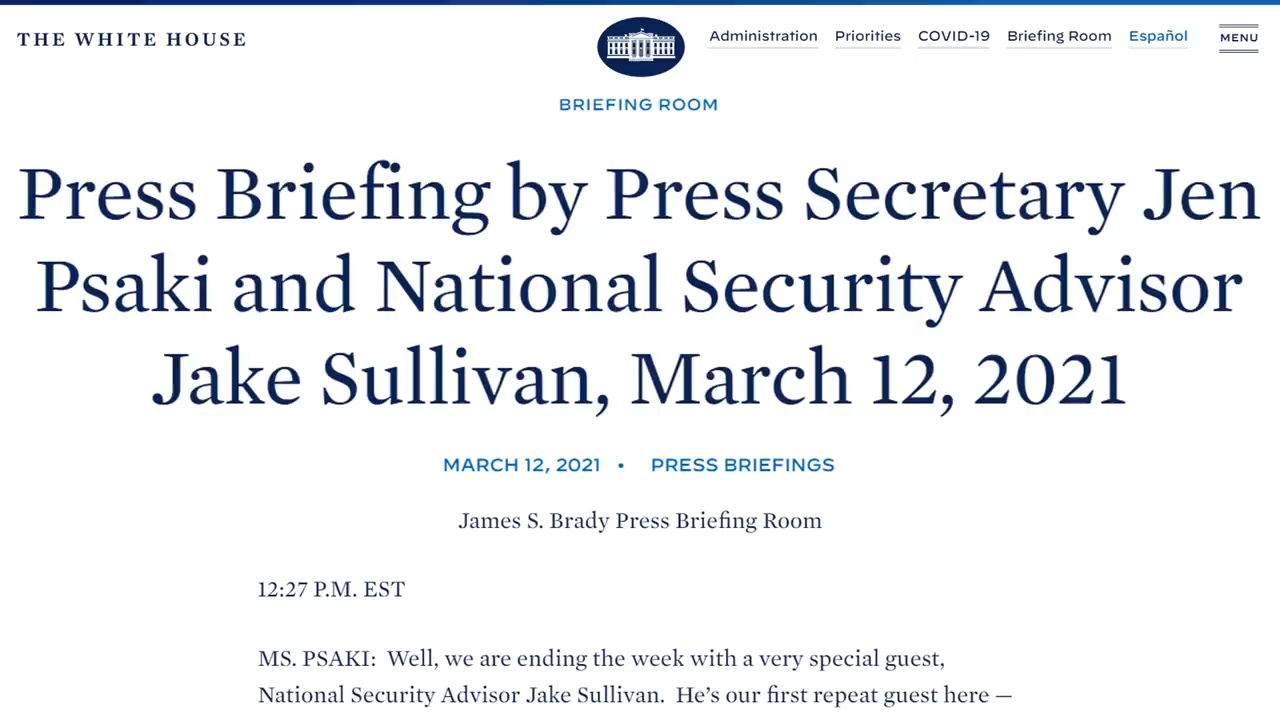 THE WHITE HOUSE
Administration Priorities COVID-19 Briefing Room Español MENU
BRIEFING ROOM
Press Briefing by Press Secretary Jen
Psaki and National Security Advisor
Jake Sullivan, March 12, 2021
MARCH 12, 2021 • PRESS BRIEFINGS
James S. Brady Press Briefing Room
12:27 P.M. EST
MS. PSAKI:  Well, we are ending the week with a very special guest,
National Security Advisor Jake Sullivan.  He’s our first repeat guest here —